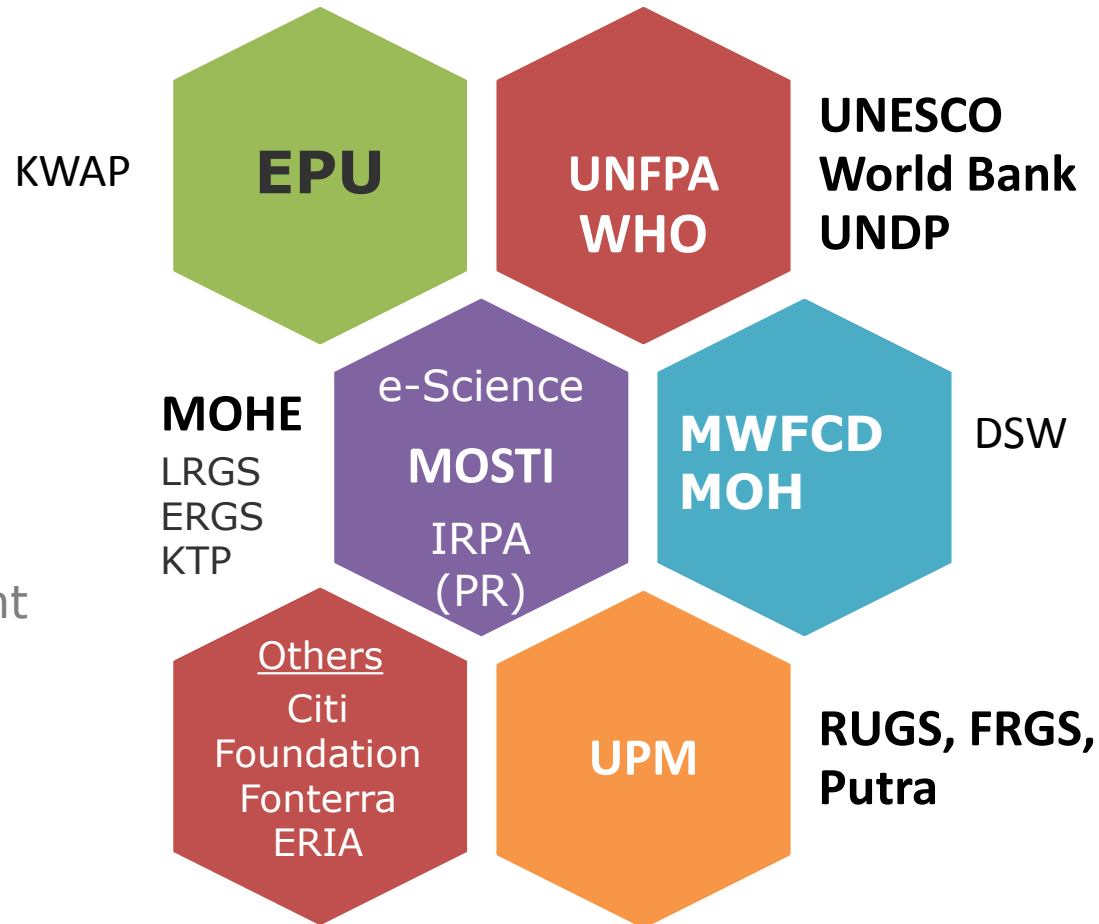 KWAP
EPU
UNFPA
WHO
UNESCO
World Bank
UNDP
MOHE
LRGS
ERGS
KTP
e-Science
MOSTI
IRPA
(PR)
MWFCD
MOH
DSW
nt
Others
Citi
Foundation
Fonterra
ERIA
UPM
RUGS, FRGS,
Putra